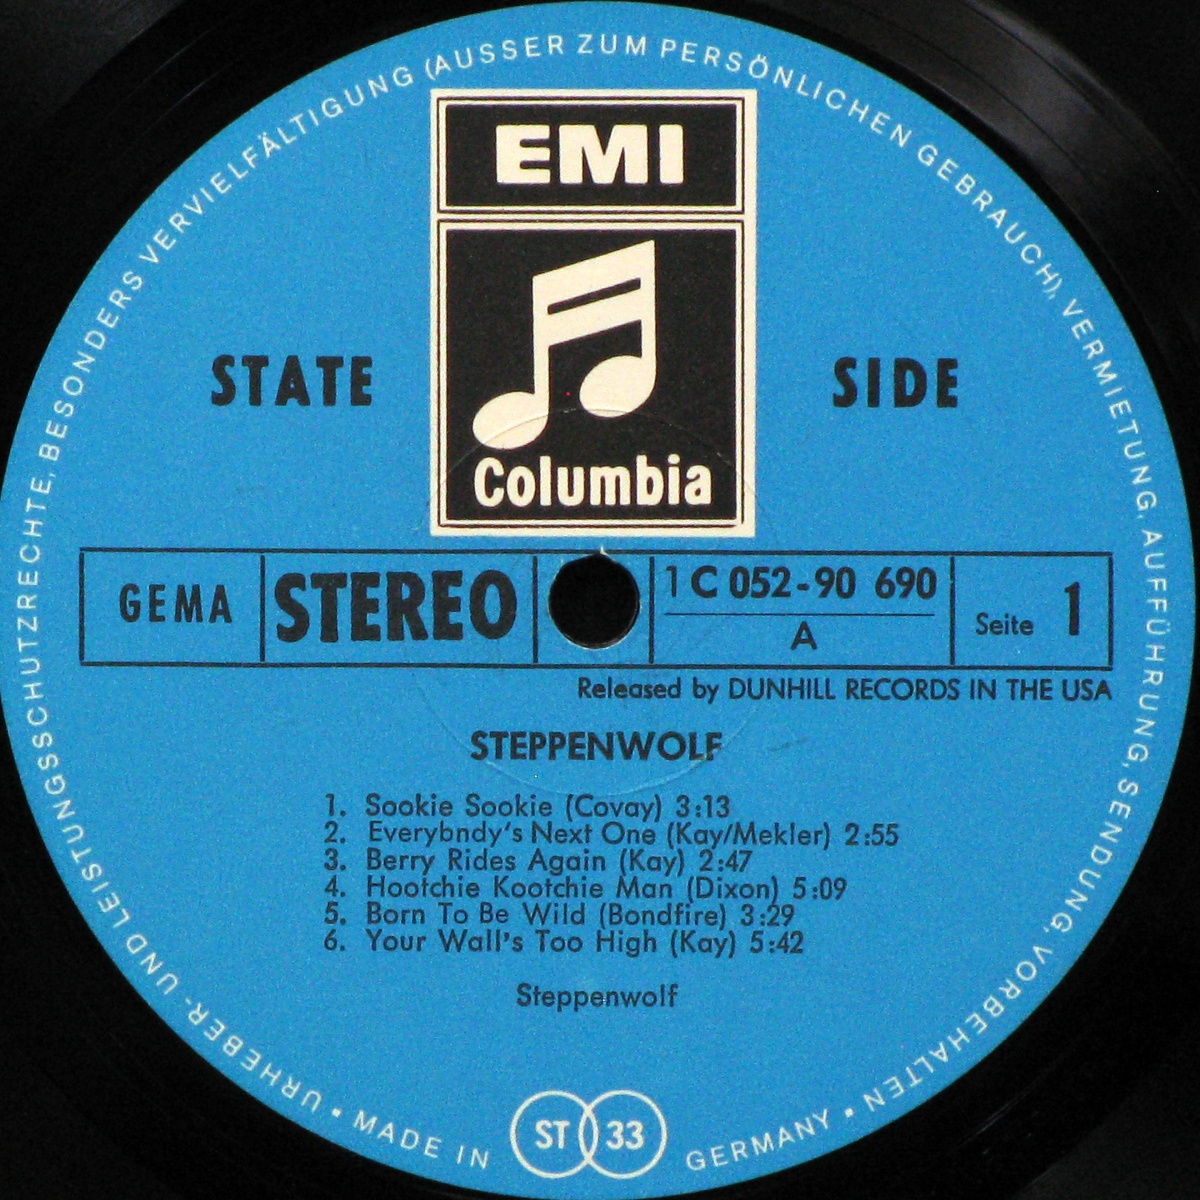 EMI
Columbia
STATE SIDE
GEMA STEREO 1 C 052-90 690 A Seite 1
Released by DUNHILL RECORDS IN THE USA
STEPPENWOLF
1. Sookie Sookie (Covay) 3:13
2. Everybndy's Next One (Kay/Mekler) 2:55
3. Berry Rides Again (Kay) 2:47
4. Hootchie Kootchie Man (Dixon) 5:09
5. Born To Be Wild (Bondfire) 3:29
6. Your Wall's Too High (Kay) 5:42
Steppenwolf
ST 33
URHEBER- UND LEISTUNGSSCHUTZRECHTE, BESONDERS VERVIELFÄLTIGUNG (AUSSER ZUM PERSÖNLICHEN GEBRAUCH), VERMIETUNG, AUFFÜHRUNG, SENDUNG, VORBEHALTEN ▪
MADE IN GERMANY ▪